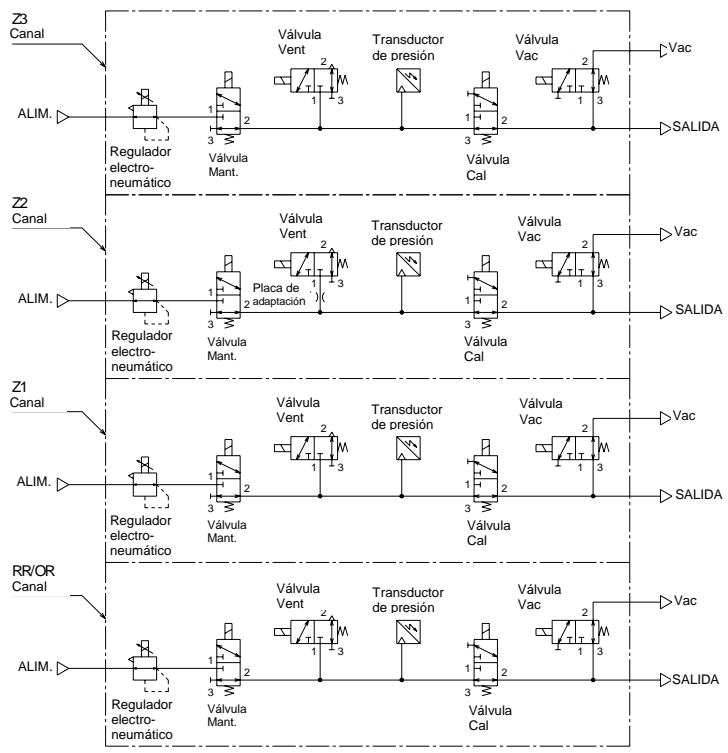 Z3
Canal
Válvula
Vent
Transductor
de presión
Válvula
Vac
Vac
2
2
1
3
1
3
ALIM.
1
2
3
1
2
3
SALIDA
Regulador
electro-
neumático
Válvula
Mant.
Válvula
Cal
Z2
Canal
Válvula
Vent
Transductor
de presión
Válvula
Vac
Vac
2
2
1
3
1
3
Placa de
adaptación
ALIM.
1
2
3
1
2
3
SALIDA
Regulador
electro-
neumático
Válvula
Mant.
Válvula
Cal
Z1
Canal
Válvula
Vent
Transductor
de presión
Válvula
Vac
Vac
2
2
1
3
1
3
ALIM.
1
2
3
1
2
3
SALIDA
Regulador
electro-
neumático
Válvula
Mant.
Válvula
Cal
RR/OR
Canal
Válvula
Vent
Transductor
de presión
Válvula
Vac
Vac
2
2
1
3
1
3
ALIM.
1
2
3
1
2
3
SALIDA
Regulador
electro-
neumático
Válvula
Mant.
Válvula
Cal